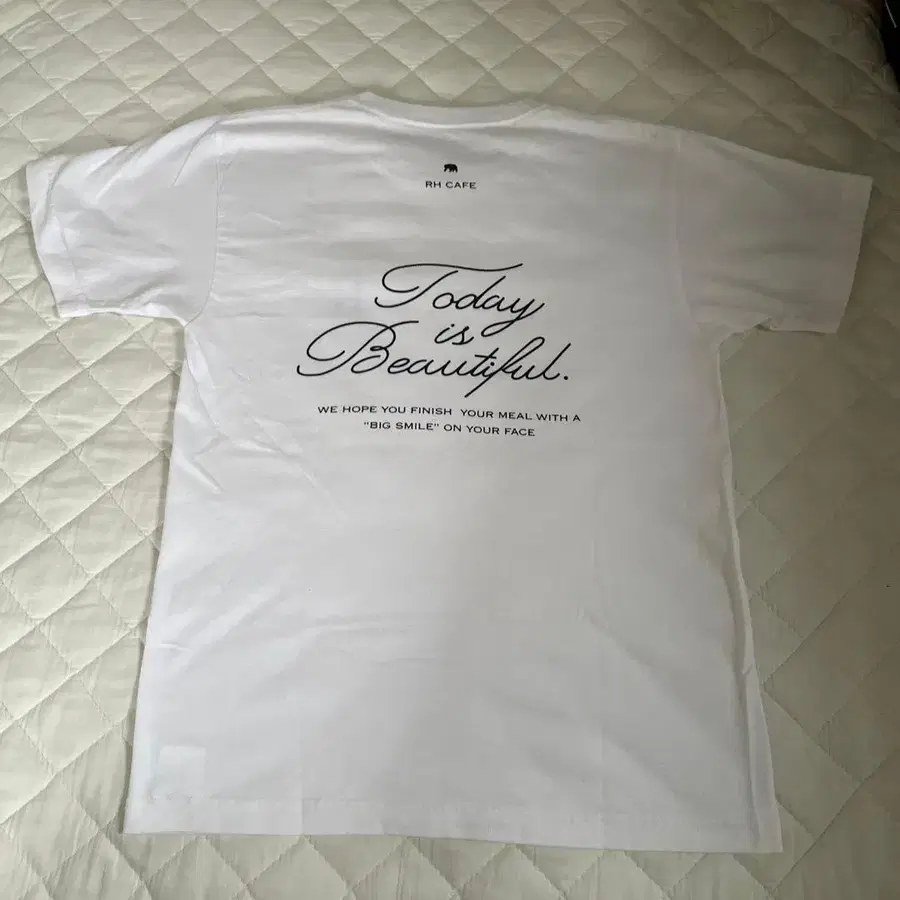 RH CAFE
Today
is
Beautiful.
WE HOPE YOU FINISH YOUR MEAL WITH A
"BIG SMILE" ON YOUR FACE